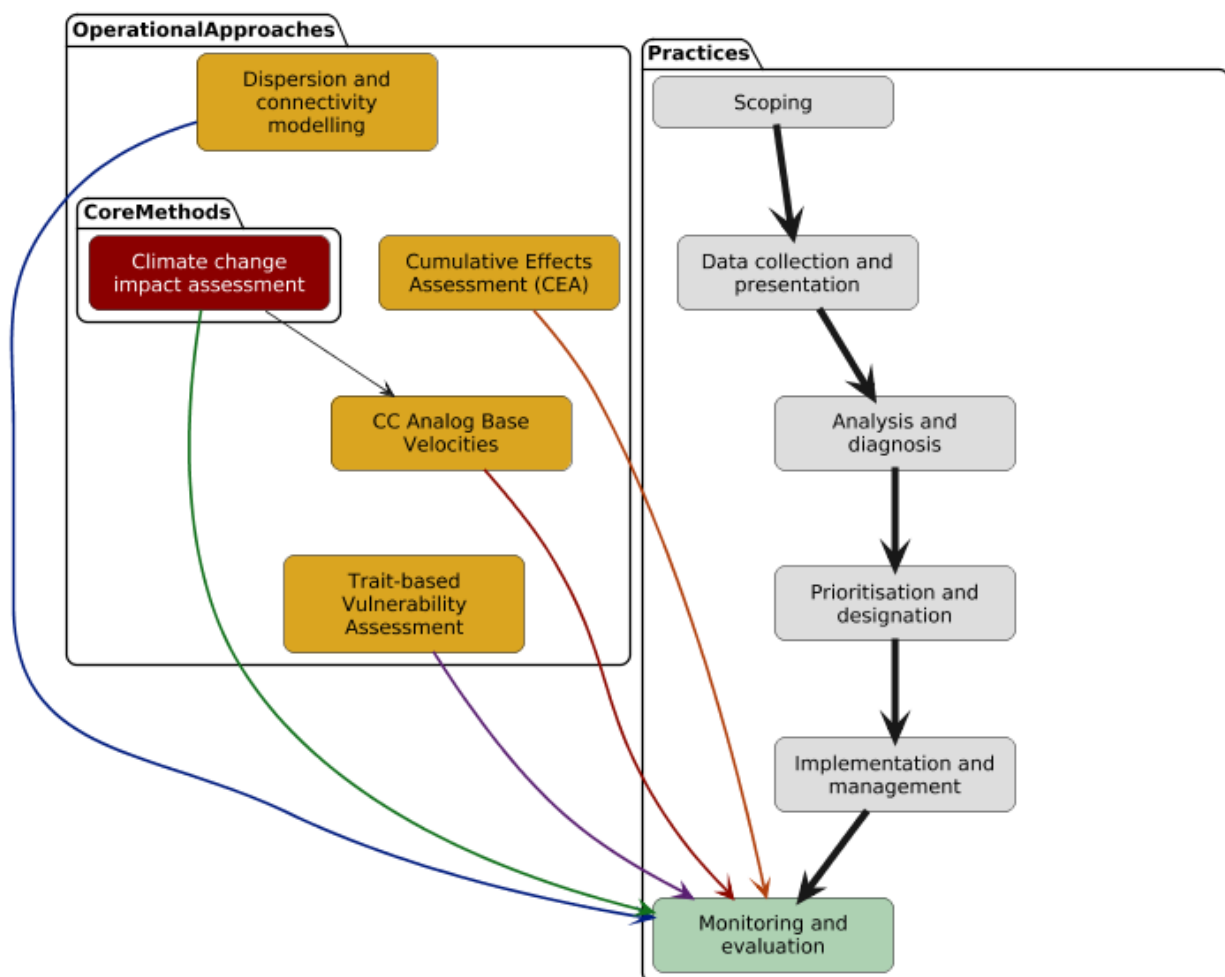 OperationalApproaches
Dispersion and
connectivity
modelling
CoreMethods
Climate change
impact assessment
Cumulative Effects
Assessment (CEA)
CC Analog Base
Velocities
Trait-based
Vulnerability
Assessment
Practices
Scoping
Data collection and
presentation
Analysis and
diagnosis
Prioritisation and
designation
Implementation and
management
Monitoring and
evaluation